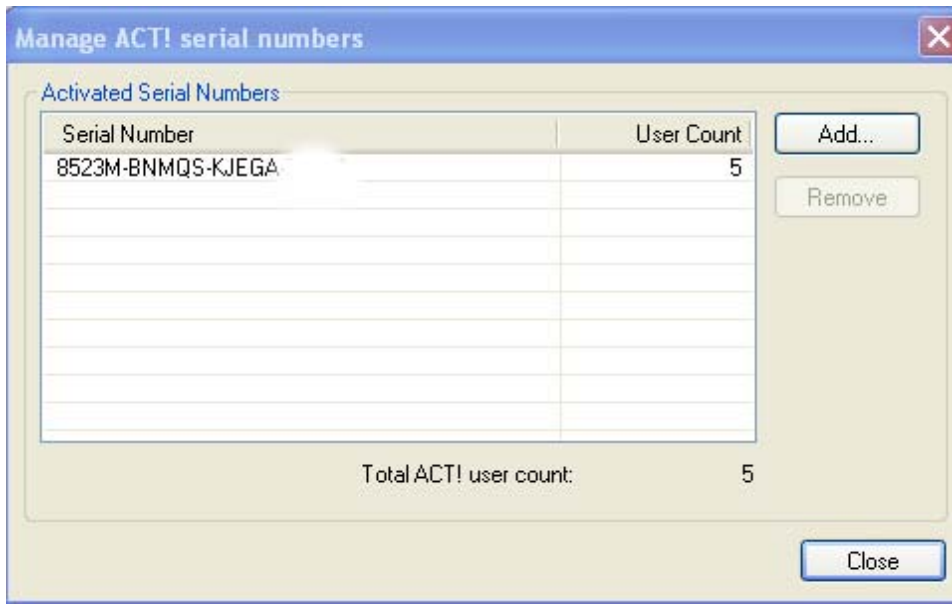 Manage ACT! serial numbers
Activated Serial Numbers
Serial Number User Count
Add...
8523M-BNMQS-KJEGA- 5
Remove
Total ACT! user count: 5
Close